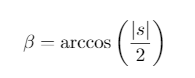 β = arccos(|s|/2)